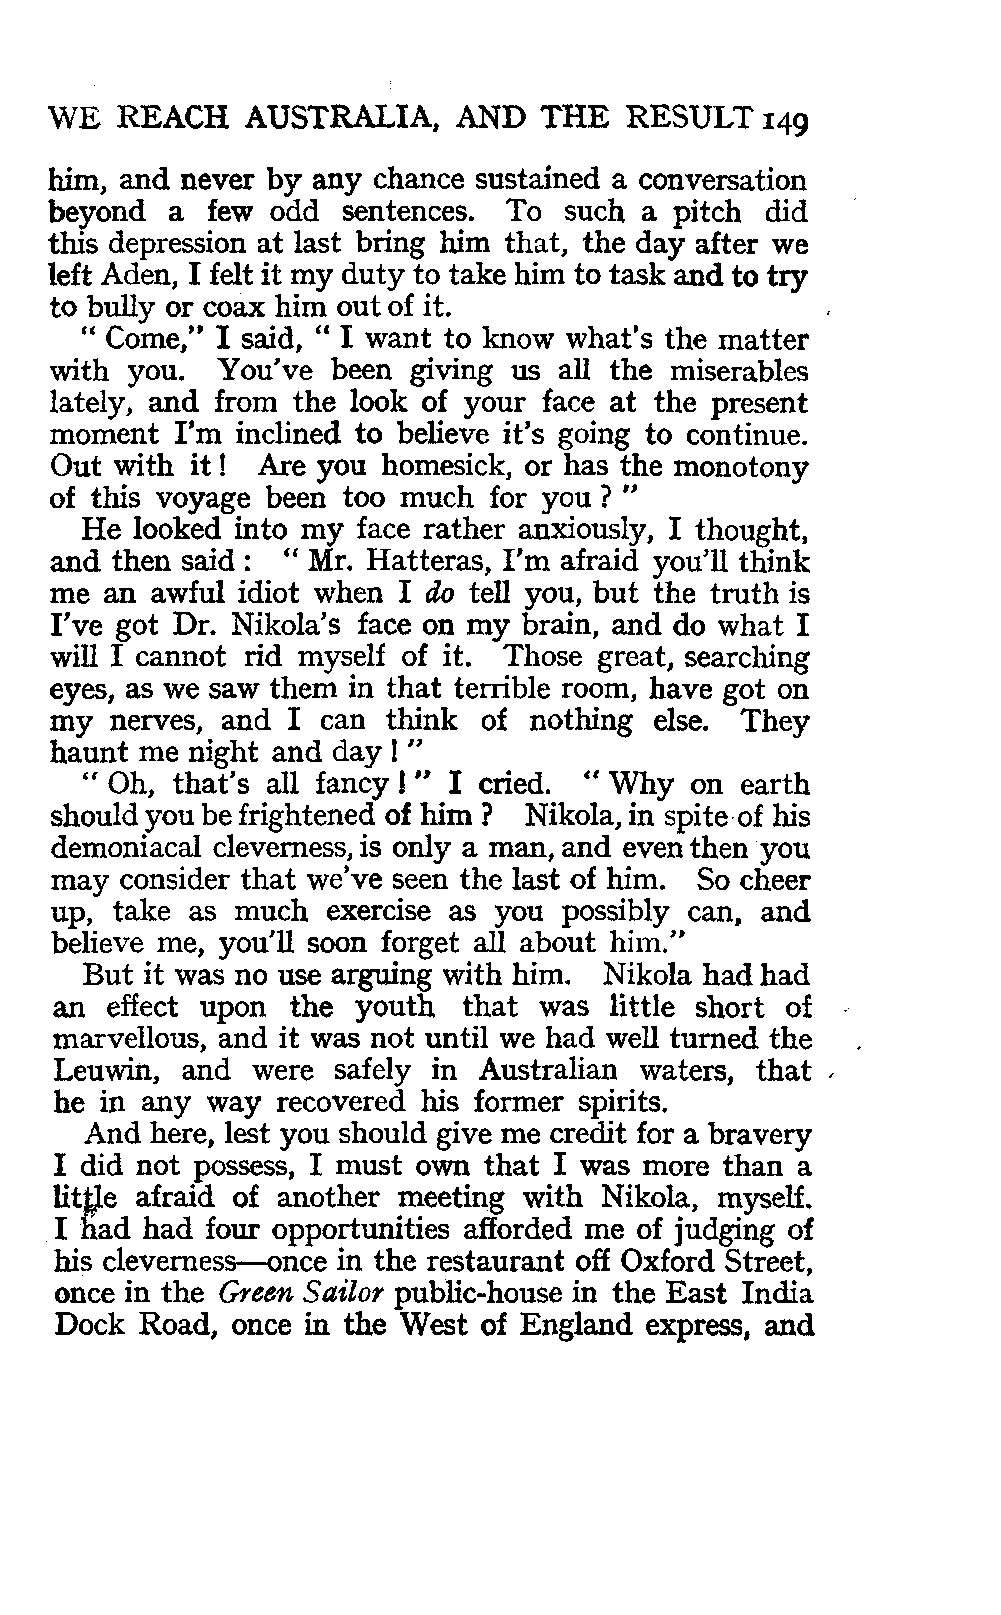 WE REACH AUSTRALIA, AND THE RESULT 149
him, and never by any chance sustained a conversation
beyond a few odd sentences. To such a pitch did
this depression at last bring him that, the day after we
left Aden, I felt it my duty to take him to task and to try
to bully or coax him out of it.
" Come," I said, " I want to know what's the matter
with you. You've been giving us all the miserables
lately, and from the look of your face at the present
moment I'm inclined to believe it's going to continue.
Out with it ! Are you homesick, or has the monotony
of this voyage been too much for you ? "
He looked into my face rather anxiously, I thought,
and then said : " Mr. Hatteras, I'm afraid you'll think
me an awful idiot when I do tell you, but the truth is
I've got Dr. Nikola's face on my brain, and do what I
will I cannot rid myself of it. Those great, searching
eyes, as we saw them in that terrible room, have got on
my nerves, and I can think of nothing else. They
haunt me night and day ! "
" Oh, that's all fancy ! " I cried. " Why on earth
should you be frightened of him ? Nikola, in spite of his
demoniacal cleverness, is only a man, and even then you
may consider that we've seen the last of him. So cheer
up, take as much exercise as you possibly can, and
believe me, you'll soon forget all about him."
But it was no use arguing with him. Nikola had had
an effect upon the youth that was little short of
marvellous, and it was not until we had well turned the
Leuwin, and were safely in Australian waters, that
he in any way recovered his former spirits.
And here, lest you should give me credit for a bravery
I did not possess, I must own that I was more than a
little afraid of another meeting with Nikola, myself.
I had had four opportunities afforded me of judging of
his cleverness—once in the restaurant off Oxford Street,
once in the Green Sailor public-house in the East India
Dock Road, once in the West of England express, and